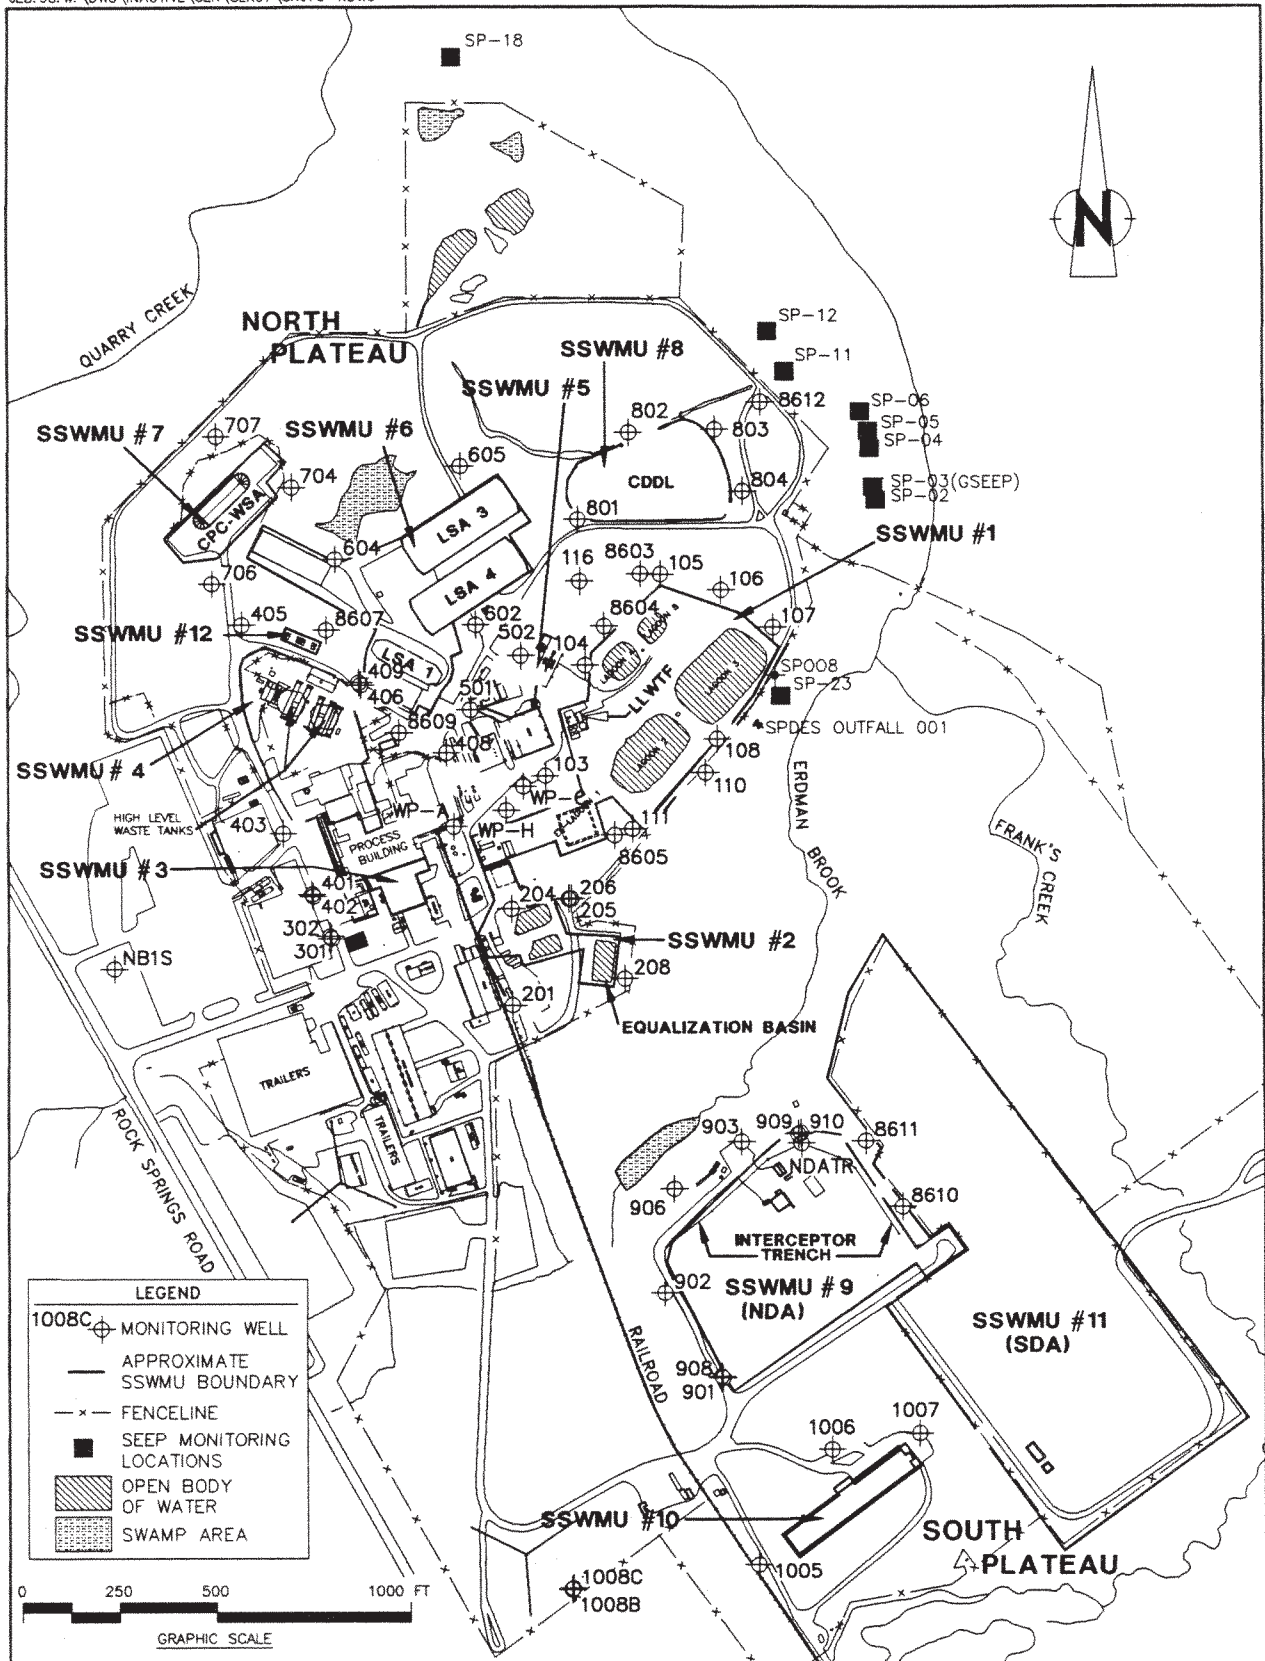 SP-18
N
QUARRY CREEK
NORTH
PLATEAU
SP-12
SP-11
SSWMU #8
SSWMU #5
SP-06
SP-05
SP-04
8612
SSWMU #7
707
SSWMU #6
802
803
605
704
CDDL
804
SP-03(GSEEP)
SP-02
CPC-WSA
LSA 3
801
SSWMU #1
604
LSA 4
116
8603
105
106
706
405
8607
602
8604
LAGOON 5
107
SSWMU #12
502
104
LAGOON 4
LSA 1
409
406
LAGOON 3
SP008
SP-23
501
LLWTF
8609
SPDES OUTFALL 001
408
LAGOON 2
108
SSWMU # 4
103
110
ERDMAN
BROOK
HIGH LEVEL
WASTE TANKS
WP-A
WP-C
WP-H
111
403
PROCESS
BUILDING
8605
FRANK'S
CREEK
SSWMU #3
401
402
204
206
205
302
301
SSWMU #2
NB1S
208
201
EQUALIZATION BASIN
TRAILERS
TRAILERS
ROCK SPRINGS ROAD
903
909
910
8611
NDATR
906
8610
INTERCEPTOR
TRENCH
902
SSWMU #9
(NDA)
SSWMU #11
(SDA)
RAILROAD
908
901
1006
1007
SSWMU #10
SOUTH
PLATEAU
1005
1008C
1008B
LEGEND
1008C MONITORING WELL
APPROXIMATE
SSWMU BOUNDARY
FENCELINE
SEEP MONITORING
LOCATIONS
OPEN BODY
OF WATER
SWAMP AREA
0 250 500 1000 FT
GRAPHIC SCALE